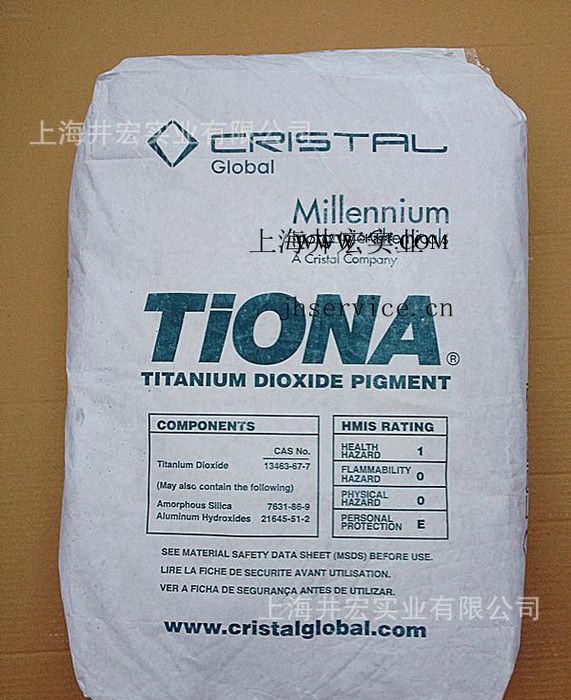 上海井宏实业有限公司
CRISTAL
Global
Millennium
上海井宏实业
A Cristal Company
jhservice.cn
TiONA®
TITANIUM DIOXIDE PIGMENT
COMPONENTS
CAS No.
Titanium Dioxide 13463-67-7
(May also contain the following)
Amorphous Silica 7631-86-9
Aluminum Hydroxides 21645-51-2
HMIS RATING
HEALTH
HAZARD 1
FLAMMABILITY
HAZARD 0
PHYSICAL
HAZARD 0
PERSONAL
PROTECTION E
SEE MATERIAL SAFETY DATA SHEET (MSDS) BEFORE USE.
LIRE LA FICHE DE SECURITE AVANT UTILISATION.
VER A FICHA DE SEGURANÇA ANTES DE UTILIZAR.
上海井宏实业有限公司
www.cristalglobal.com